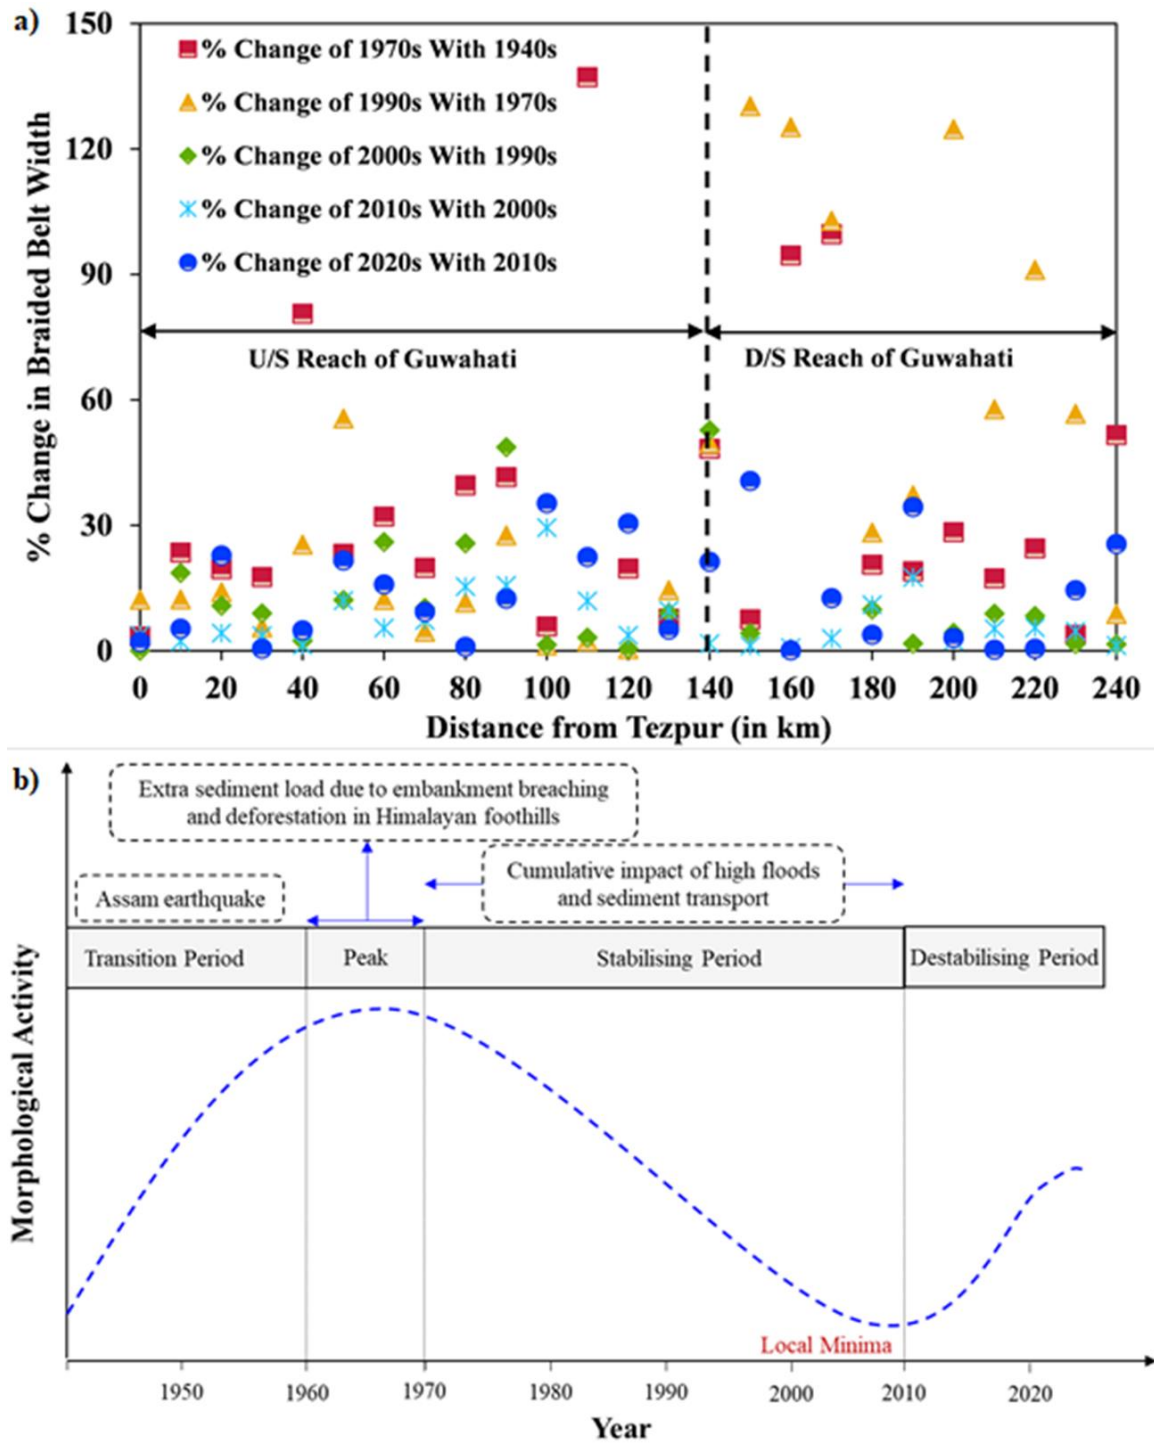 a)
150
120
90
60
30
0
% Change in Braided Belt Width
% Change of 1970s With 1940s
% Change of 1990s With 1970s
% Change of 2000s With 1990s
% Change of 2010s With 2000s
% Change of 2020s With 2010s
U/S Reach of Guwahati
D/S Reach of Guwahati
0 20 40 60 80 100 120 140 160 180 200 220 240
Distance from Tezpur (in km)
b)
Extra sediment load due to embankment breaching
and deforestation in Himalayan foothills
Cumulative impact of high floods
and sediment transport
Assam earthquake
Transition Period Peak Stabilising Period Destabilising Period
Morphological Activity
Local Minima
1950 1960 1970 1980 1990 2000 2010 2020
Year